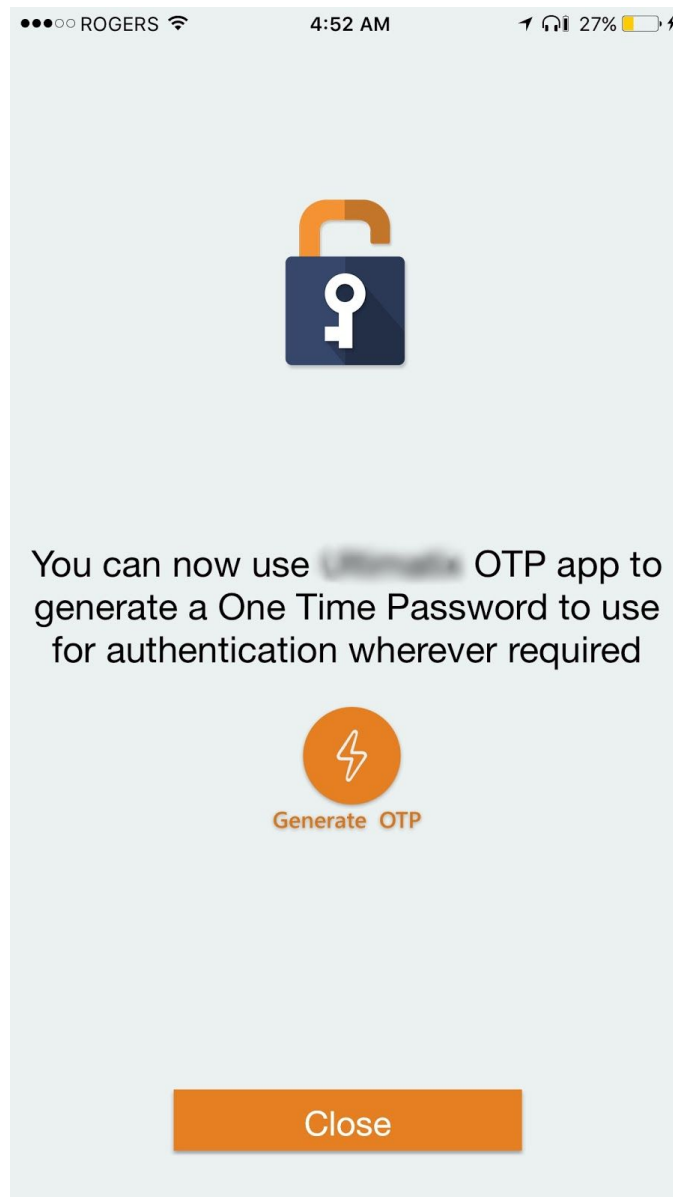 ROGERS 4:52 AM 27%
You can now use OTP app to
generate a One Time Password to use
for authentication wherever required
Generate OTP
Close